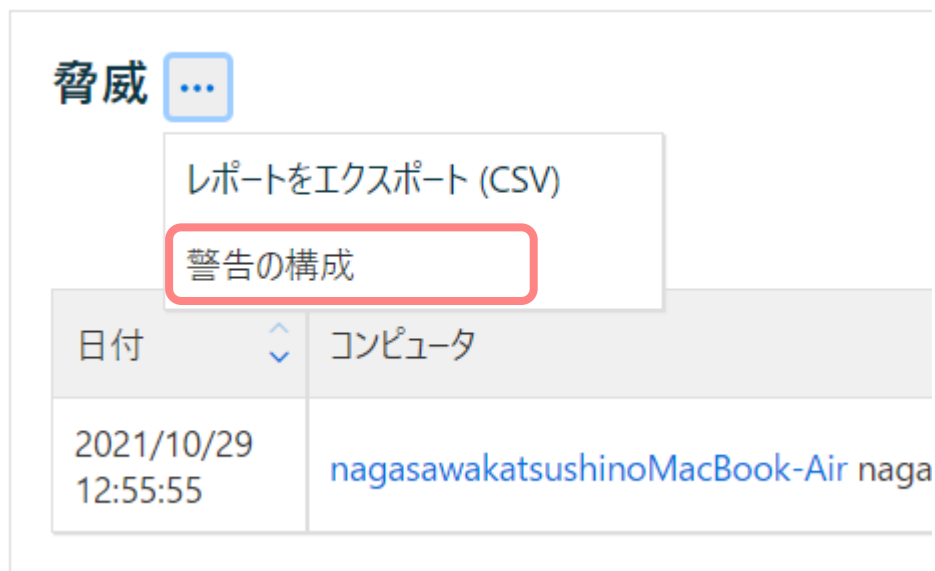 脅威 ...
レポートをエクスポート (CSV)
警告の構成
日付 コンピュータ
2021/10/29
12:55:55
nagasawakatsushinoMacBook-Air naga